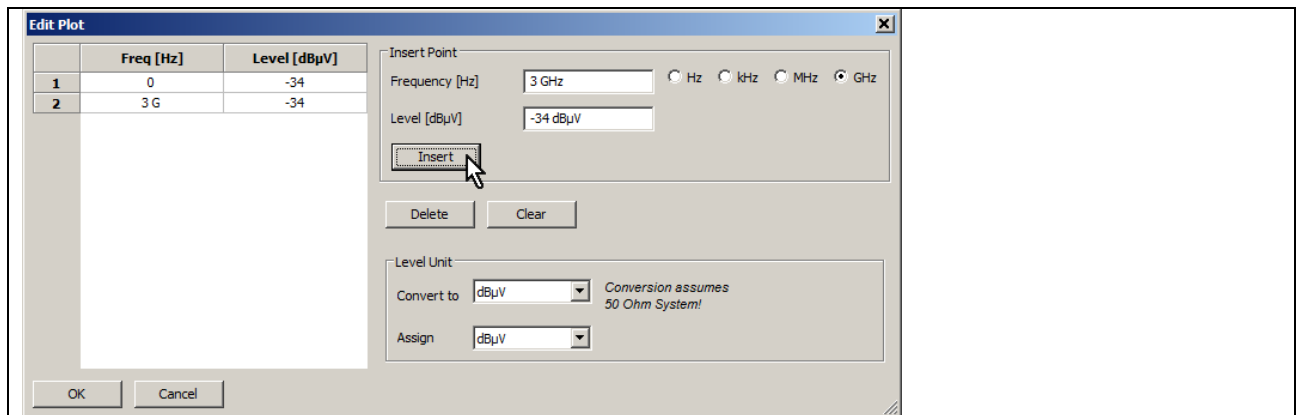 Edit Plot
Freq [Hz] Level [dBµV]
1 0 -34
2 3 G -34
Insert Point
Frequency [Hz] 3 GHz Hz kHz MHz GHz
Level [dBµV] -34 dBµV
Insert
Delete Clear
Level Unit
Convert to dBµV Conversion assumes
50 Ohm System!
Assign dBµV
OK Cancel